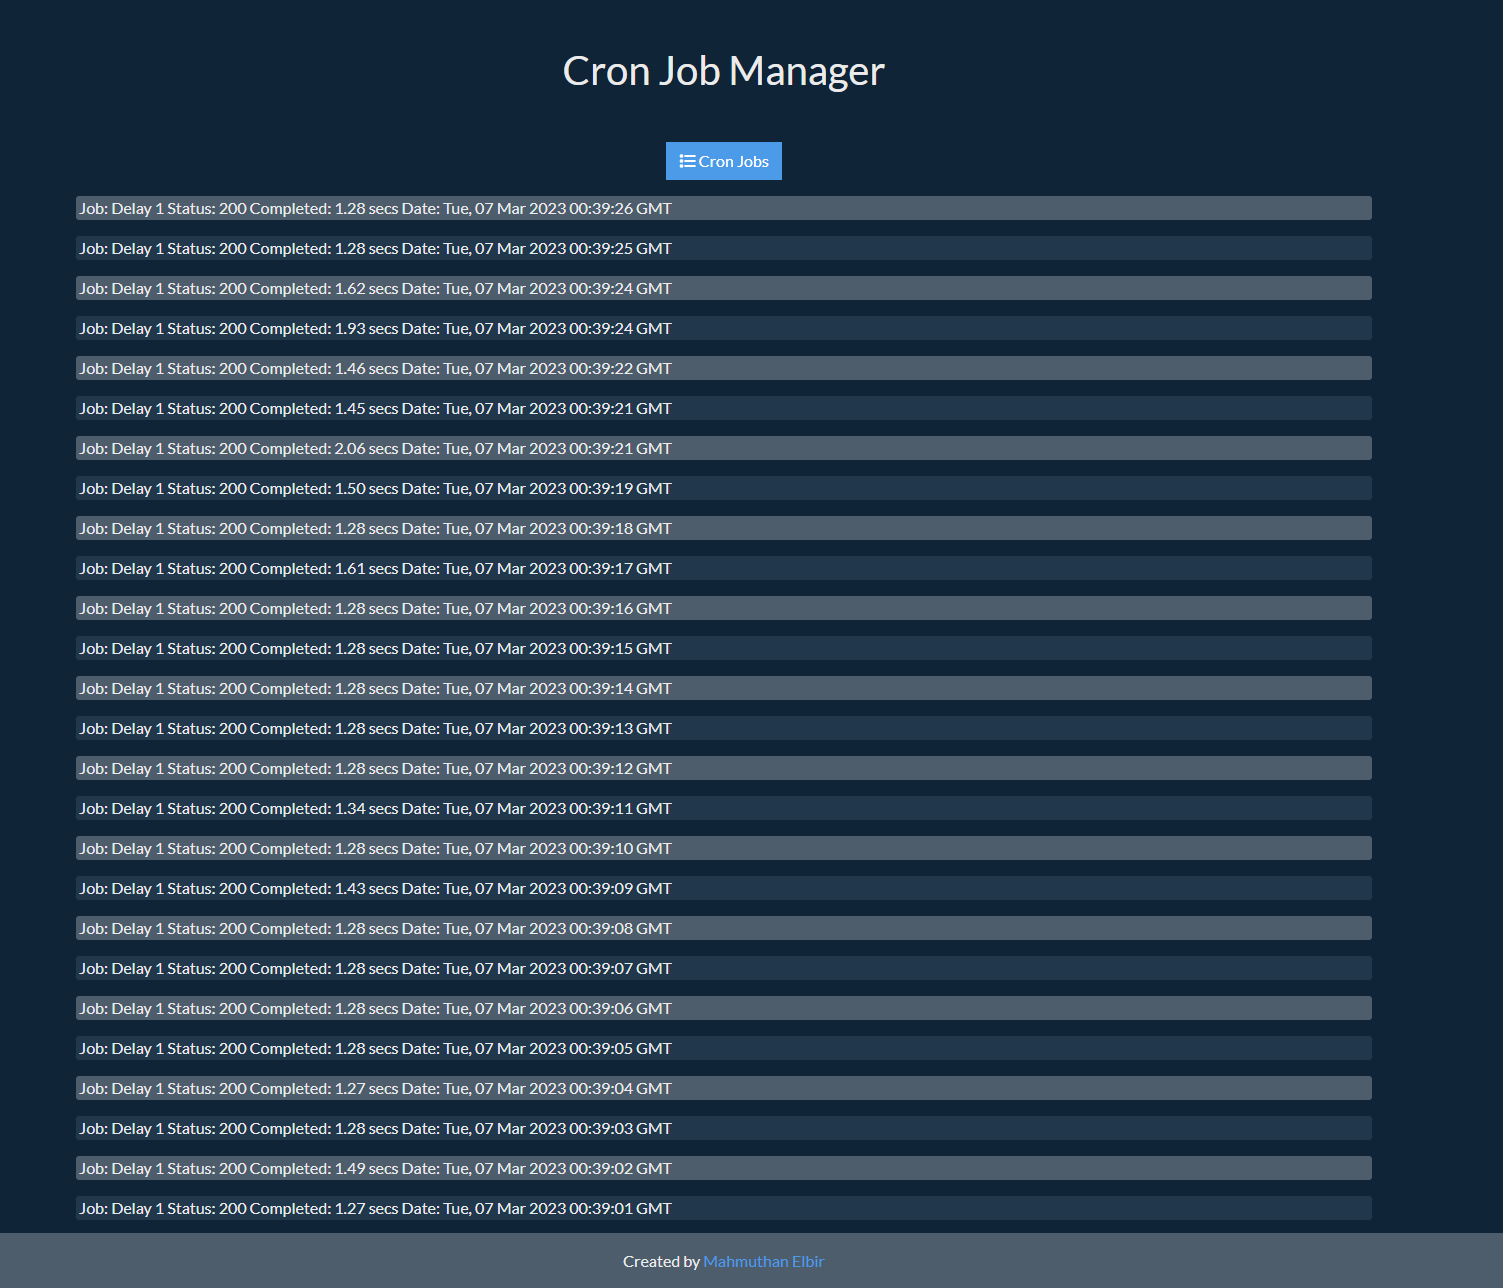 Cron Job Manager
Cron Jobs
Job: Delay 1 Status: 200 Completed: 1.28 secs Date: Tue, 07 Mar 2023 00:39:26 GMT
Job: Delay 1 Status: 200 Completed: 1.28 secs Date: Tue, 07 Mar 2023 00:39:25 GMT
Job: Delay 1 Status: 200 Completed: 1.62 secs Date: Tue, 07 Mar 2023 00:39:24 GMT
Job: Delay 1 Status: 200 Completed: 1.93 secs Date: Tue, 07 Mar 2023 00:39:24 GMT
Job: Delay 1 Status: 200 Completed: 1.46 secs Date: Tue, 07 Mar 2023 00:39:22 GMT
Job: Delay 1 Status: 200 Completed: 1.45 secs Date: Tue, 07 Mar 2023 00:39:21 GMT
Job: Delay 1 Status: 200 Completed: 2.06 secs Date: Tue, 07 Mar 2023 00:39:21 GMT
Job: Delay 1 Status: 200 Completed: 1.50 secs Date: Tue, 07 Mar 2023 00:39:19 GMT
Job: Delay 1 Status: 200 Completed: 1.28 secs Date: Tue, 07 Mar 2023 00:39:18 GMT
Job: Delay 1 Status: 200 Completed: 1.61 secs Date: Tue, 07 Mar 2023 00:39:17 GMT
Job: Delay 1 Status: 200 Completed: 1.28 secs Date: Tue, 07 Mar 2023 00:39:16 GMT
Job: Delay 1 Status: 200 Completed: 1.28 secs Date: Tue, 07 Mar 2023 00:39:15 GMT
Job: Delay 1 Status: 200 Completed: 1.28 secs Date: Tue, 07 Mar 2023 00:39:14 GMT
Job: Delay 1 Status: 200 Completed: 1.28 secs Date: Tue, 07 Mar 2023 00:39:13 GMT
Job: Delay 1 Status: 200 Completed: 1.28 secs Date: Tue, 07 Mar 2023 00:39:12 GMT
Job: Delay 1 Status: 200 Completed: 1.34 secs Date: Tue, 07 Mar 2023 00:39:11 GMT
Job: Delay 1 Status: 200 Completed: 1.28 secs Date: Tue, 07 Mar 2023 00:39:10 GMT
Job: Delay 1 Status: 200 Completed: 1.43 secs Date: Tue, 07 Mar 2023 00:39:09 GMT
Job: Delay 1 Status: 200 Completed: 1.28 secs Date: Tue, 07 Mar 2023 00:39:08 GMT
Job: Delay 1 Status: 200 Completed: 1.28 secs Date: Tue, 07 Mar 2023 00:39:07 GMT
Job: Delay 1 Status: 200 Completed: 1.28 secs Date: Tue, 07 Mar 2023 00:39:06 GMT
Job: Delay 1 Status: 200 Completed: 1.28 secs Date: Tue, 07 Mar 2023 00:39:05 GMT
Job: Delay 1 Status: 200 Completed: 1.27 secs Date: Tue, 07 Mar 2023 00:39:04 GMT
Job: Delay 1 Status: 200 Completed: 1.28 secs Date: Tue, 07 Mar 2023 00:39:03 GMT
Job: Delay 1 Status: 200 Completed: 1.49 secs Date: Tue, 07 Mar 2023 00:39:02 GMT
Job: Delay 1 Status: 200 Completed: 1.27 secs Date: Tue, 07 Mar 2023 00:39:01 GMT
Created by Mahmuthan Elbir